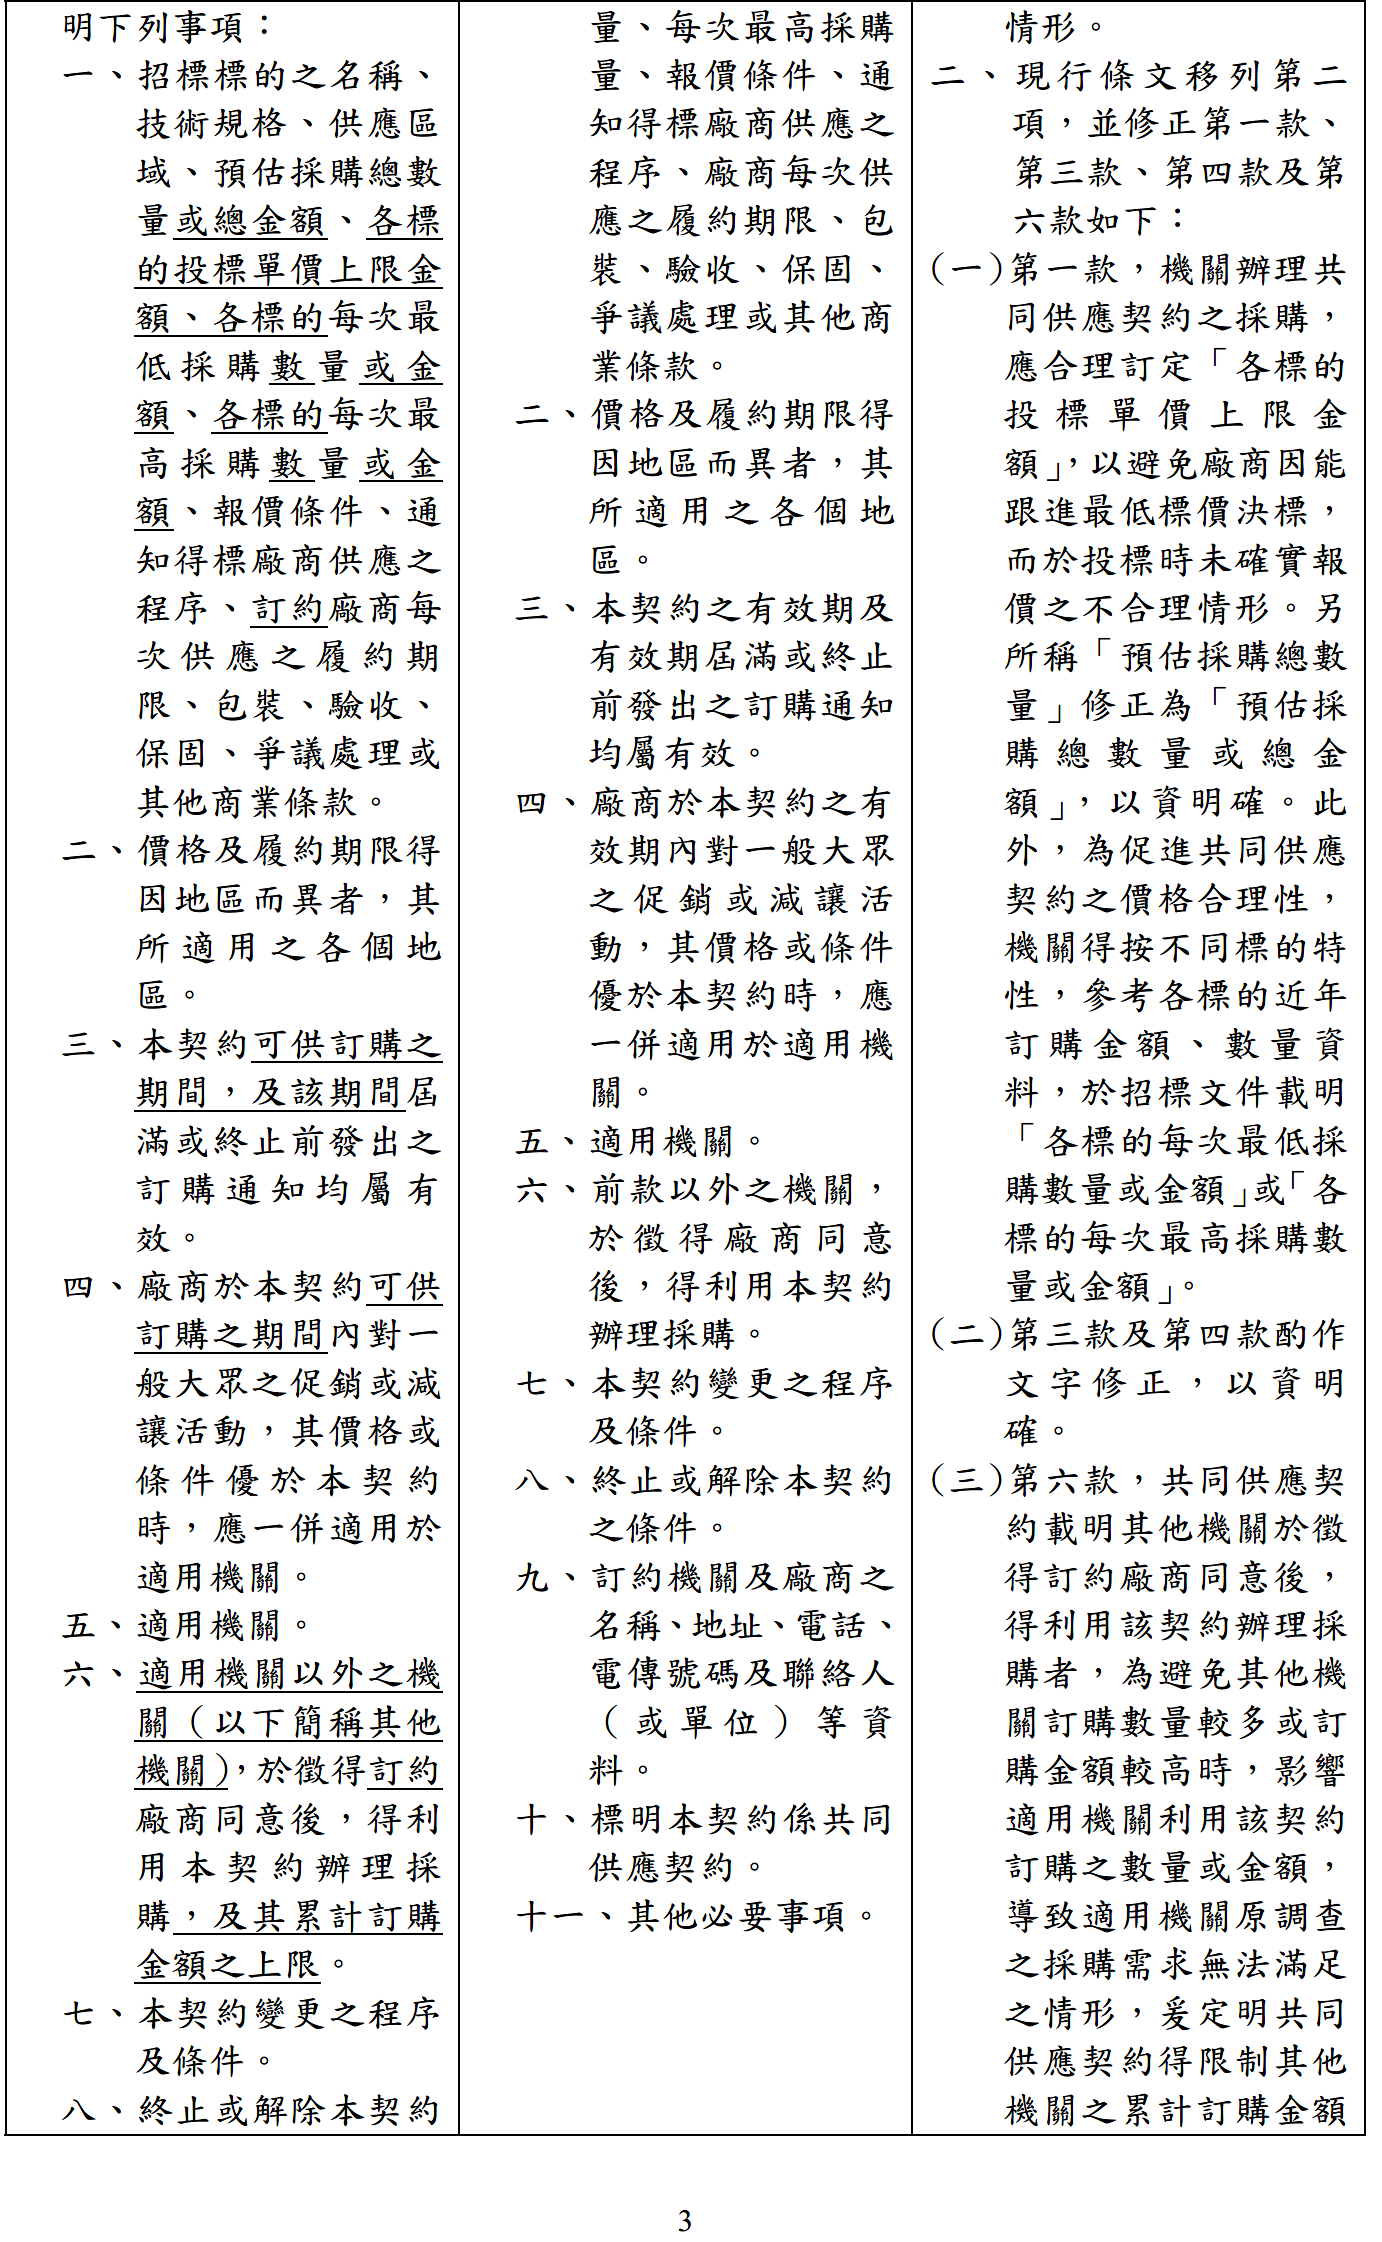 明下列事項：
一、招標標的之名稱、
技術規格、供應區
域、預估採購總數
量或總金額、各標
的投標單價上限金
額、各標的每次最
低採購數量或金
額、各標的每次最
高採購數量或金
額、報價條件、通
知得標廠商供應之
程序、訂約廠商每
次供應之履約期
限、包裝、驗收、
保固、爭議處理或
其他商業條款。
二、價格及履約期限得
因地區而異者，其
所適用之各個地
區。
三、本契約可供訂購之
期間，及該期間屆
滿或終止前發出之
訂購通知均屬有
效。
四、廠商於本契約可供
訂購之期間內對一
般大眾之促銷或減
讓活動，其價格或
條件優於本契約
時，應一併適用於
適用機關。
五、適用機關。
六、適用機關以外之機
關（以下簡稱其他
機關），於徵得訂約
廠商同意後，得利
用本契約辦理採
購，及其累計訂購
金額之上限。
七、本契約變更之程序
及條件。
八、終止或解除本契約
量、每次最高採購
量、報價條件、通
知得標廠商供應之
程序、廠商每次供
應之履約期限、包
裝、驗收、保固、
爭議處理或其他商
業條款。
二、價格及履約期限得
因地區而異者，其
所適用之各個地
區。
三、本契約之有效期及
有效期屆滿或終止
前發出之訂購通知
均屬有效。
四、廠商於本契約之有
效期內對一般大眾
之促銷或減讓活
動，其價格或條件
優於本契約時，應
一併適用於適用機
關。
五、適用機關。
六、前款以外之機關，
於徵得廠商同意
後，得利用本契約
辦理採購。
七、本契約變更之程序
及條件。
八、終止或解除本契約
之條件。
九、訂約機關及廠商之
名稱、地址、電話、
電傳號碼及聯絡人
（或單位）等資
料。
十、標明本契約係共同
供應契約。
十一、其他必要事項。
情形。
二、現行條文移列第二
項，並修正第一款、
第三款、第四款及第
六款如下：
(一)第一款，機關辦理共
同供應契約之採購，
應合理訂定「各標的
投標單價上限金
額」，以避免廠商因能
跟進最低標價決標，
而於投標時未確實報
價之不合理情形。另
所稱「預估採購總數
量」修正為「預估採
購總數量或總金
額」，以資明確。此
外，為促進共同供應
契約之價格合理性，
機關得按不同標的特
性，參考各標的近年
訂購金額、數量資
料，於招標文件載明
「各標的每次最低採
購數量或金額」或「各
標的每次最高採購數
量或金額」。
(二)第三款及第四款酌作
文字修正，以資明
確。
(三)第六款，共同供應契
約載明其他機關於徵
得訂約廠商同意後，
得利用該契約辦理採
購者，為避免其他機
關訂購數量較多或訂
購金額較高時，影響
適用機關利用該契約
訂購之數量或金額，
導致適用機關原調查
之採購需求無法滿足
之情形，爰定明共同
供應契約得限制其他
機關之累計訂購金額
3